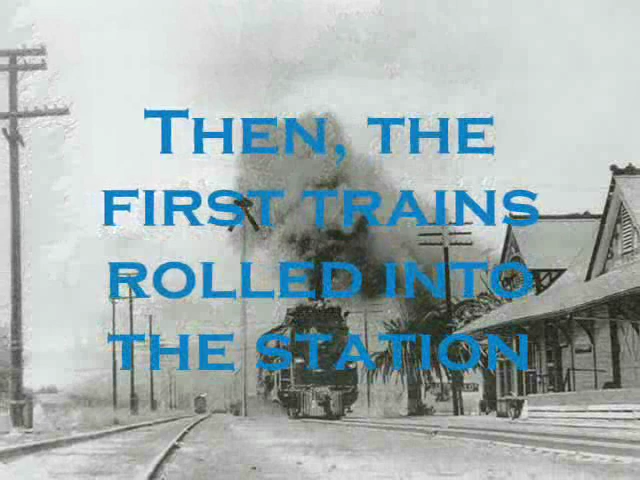 Then, the
first trains
rolled into
the station